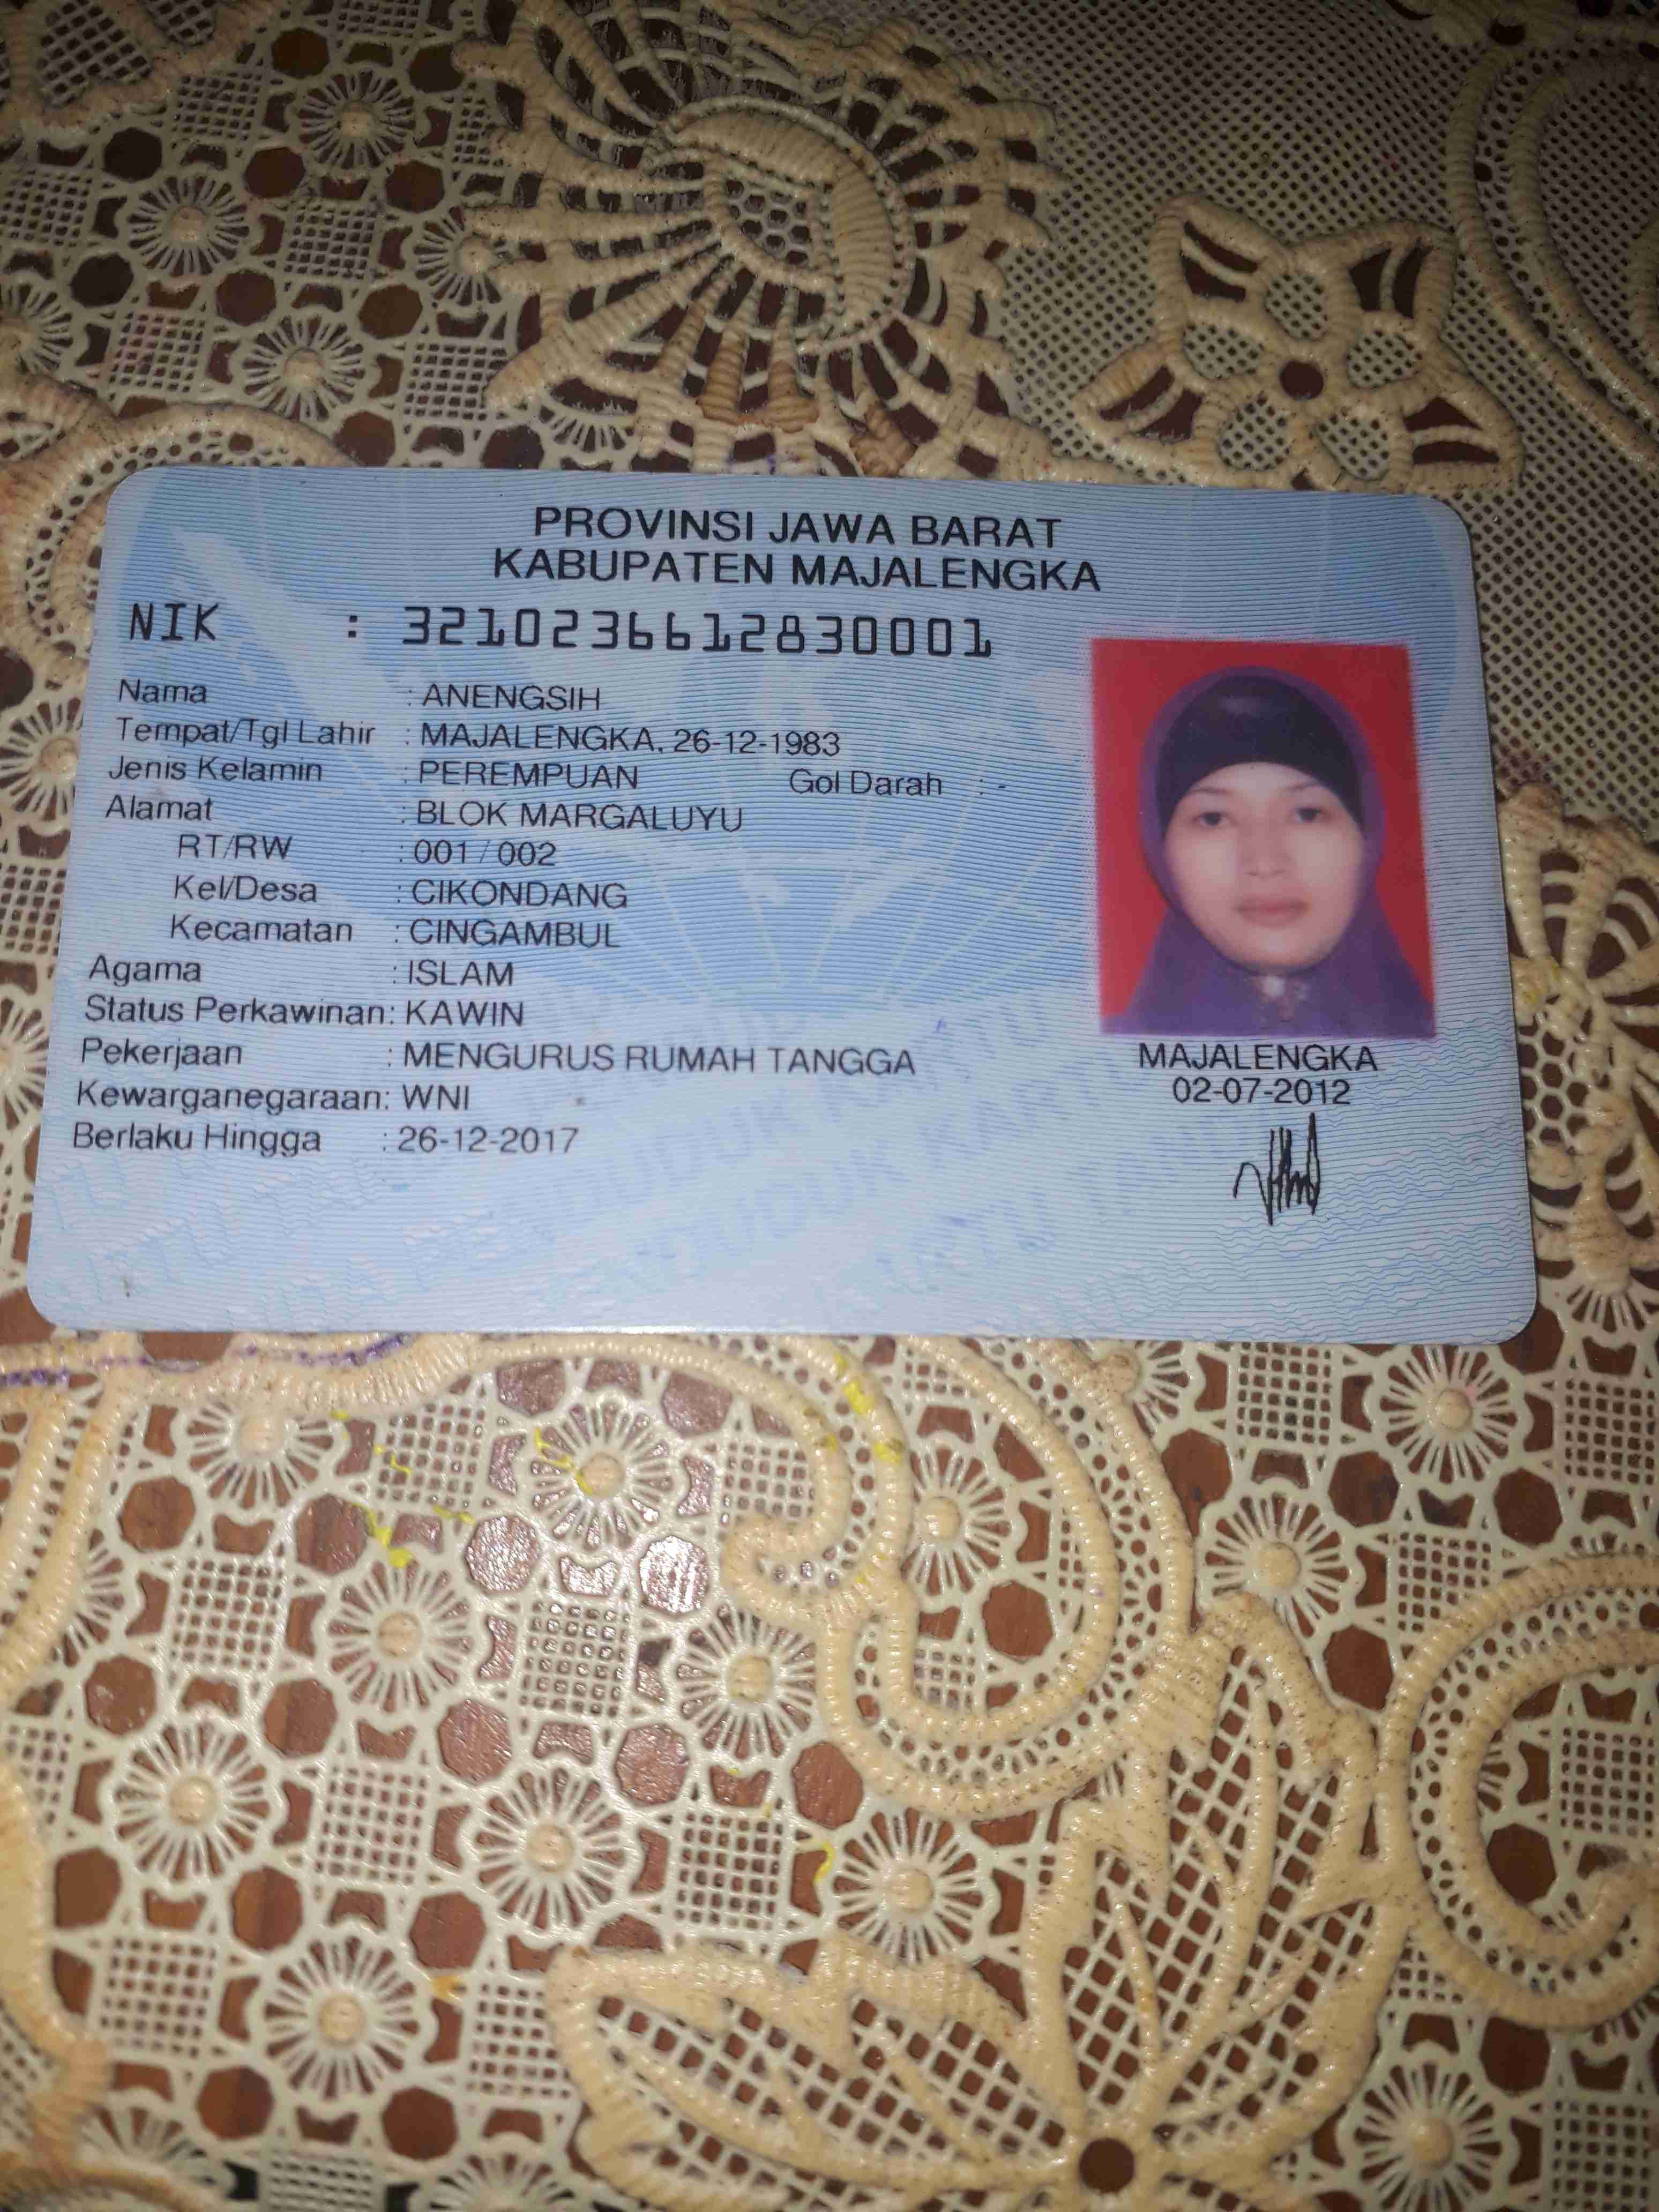 PROVINSI JAWA BARAT
KABUPATEN MAJALENGKA
NIK : 3210236612830001
Nama : ANENGSIH
Tempat/Tgl Lahir : MAJALENGKA, 26-12-1983
Jenis Kelamin : PEREMPUAN Gol Darah : -
Alamat : BLOK MARGALUYU
RT/RW : 001 / 002
Kel/Desa : CIKONDANG
Kecamatan : CINGAMBUL
Agama : ISLAM
Status Perkawinan: KAWIN
Pekerjaan : MENGURUS RUMAH TANGGA
Kewarganegaraan: WNI
Berlaku Hingga : 26-12-2017
MAJALENGKA
02-07-2012